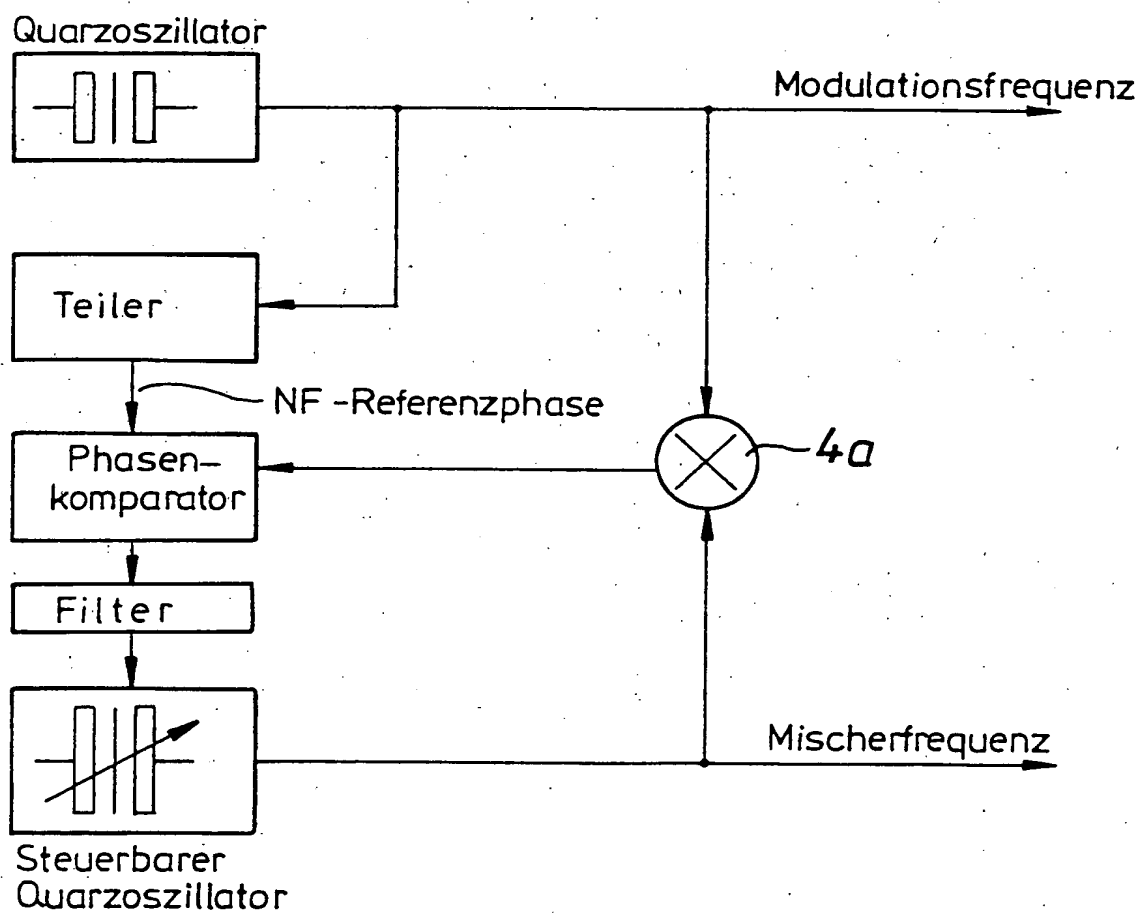 Quarzoszillator
Modulationsfrequenz
Teiler
NF-Referenzphase
Phasen-
komparator
4a
Filter
Mischerfrequenz
Steuerbarer
Quarzoszillator